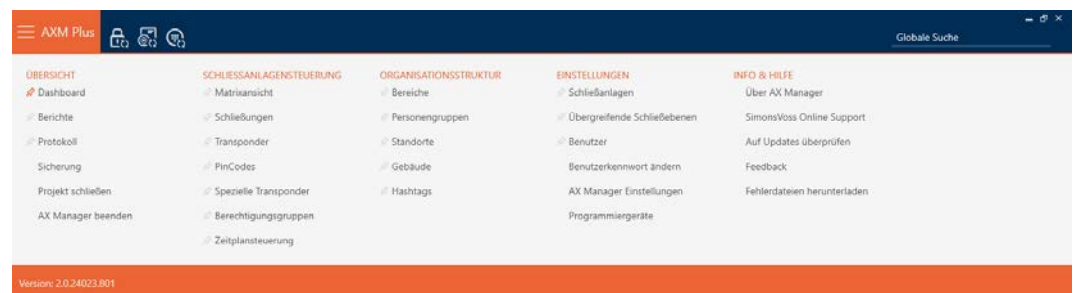 AXM Plus
Globale Suche
ÜBERSICHT
Dashboard
Berichte
Protokoll
Sicherung
Projekt schließen
AX Manager beenden
SCHLIESSANLAGENSTEUERUNG
Matrixansicht
Schließungen
Transponder
PinCodes
Spezielle Transponder
Berechtigungsgruppen
Zeitplansteuerung
ORGANISATIONSSTRUKTUR
Bereiche
Personengruppen
Standorte
Gebäude
Hashtags
EINSTELLUNGEN
Schließanlagen
Übergreifende Schließebenen
Benutzer
Benutzerkennwort ändern
AX Manager Einstellungen
Programmiergeräte
INFO & HILFE
Über AX Manager
SimonsVoss Online Support
Auf Updates überprüfen
Feedback
Fehlerdateien herunterladen
Version: 2.0.24023.801